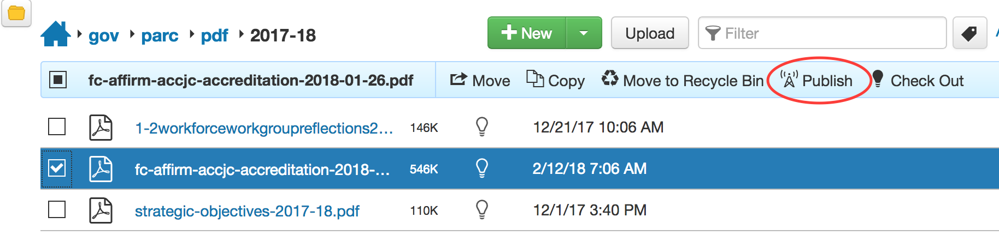 gov parc pdf 2017-18 New Upload Filter
fc-affirm-accjc-accreditation-2018-01-26.pdf Move Copy Move to Recycle Bin Publish Check Out
1-2workforceworkgroupreflections2... 146K 12/21/17 10:06 AM
fc-affirm-accjc-accreditation-2018-... 546K 2/12/18 7:06 AM
strategic-objectives-2017-18.pdf 110K 12/1/17 3:40 PM